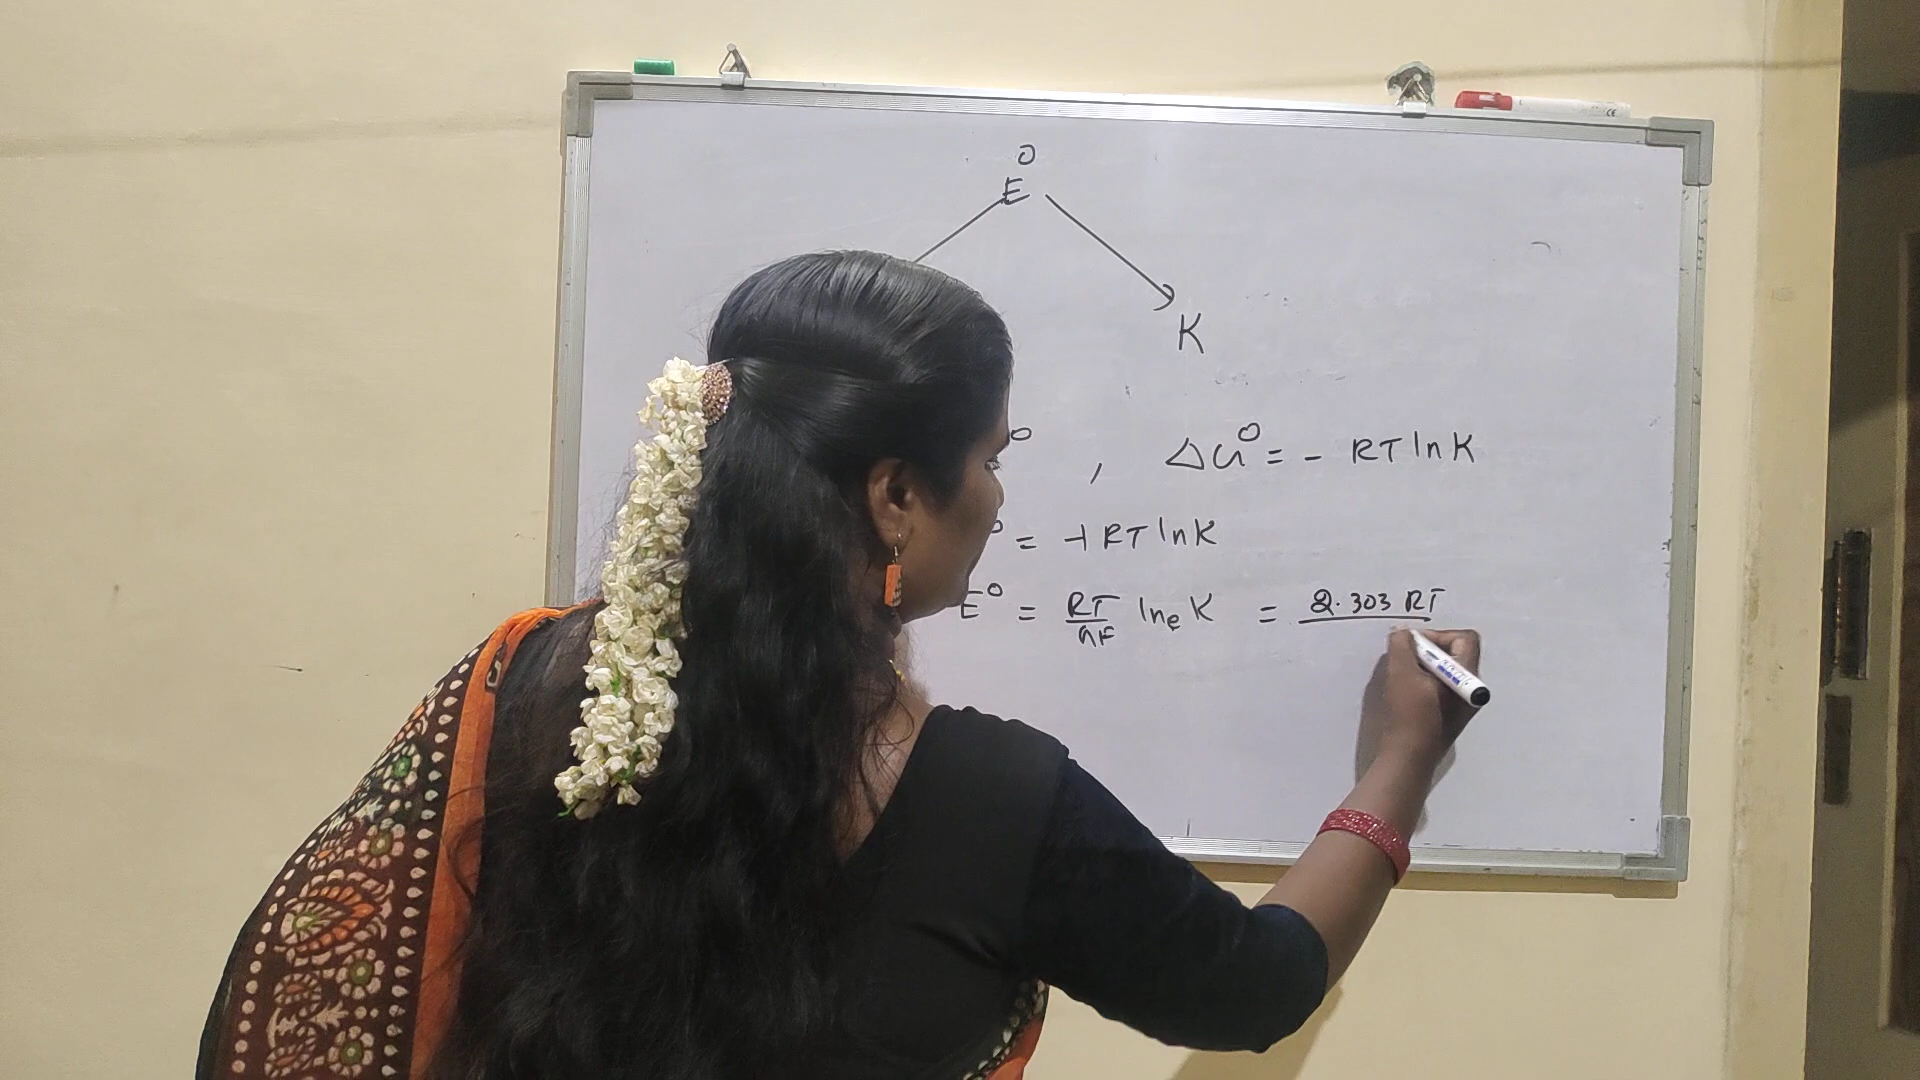 E°
K
° , ΔG° = - RT ln K
° = + RT ln K
E° = RT/nF lnₑ K = 2.303 RT